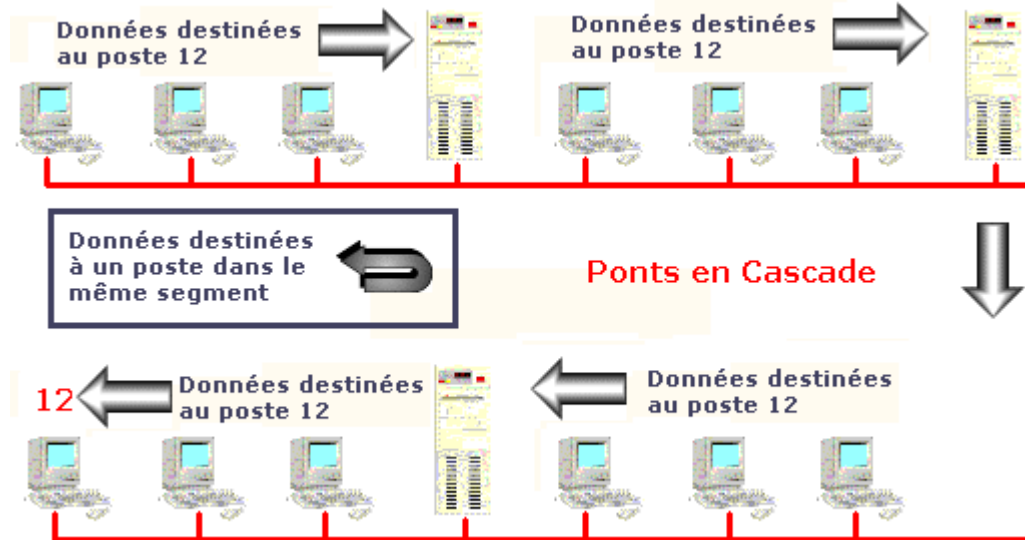 Données destinées
au poste 12
Données destinées
au poste 12
Données destinées
à un poste dans le
même segment
Ponts en Cascade
12
Données destinées
au poste 12
Données destinées
au poste 12